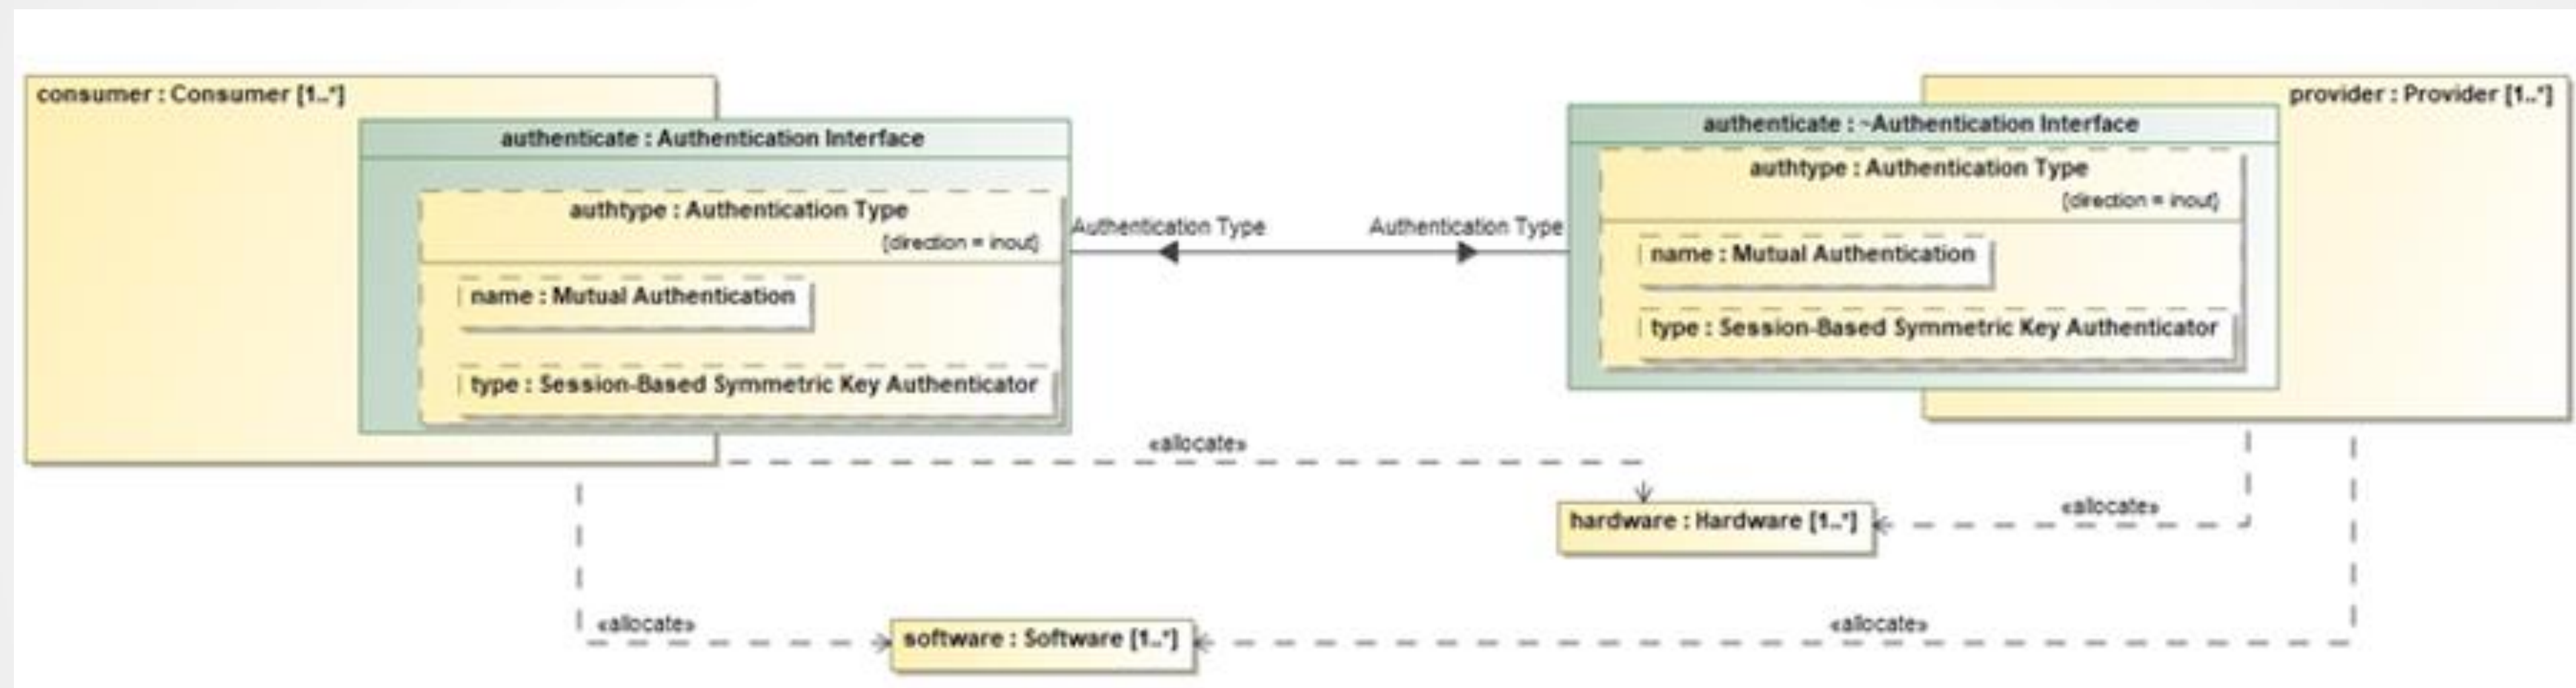 consumer : Consumer [1..*]
authenticate : Authentication Interface
authtype : Authentication Type
{direction = inout}
name : Mutual Authentication
type : Session-Based Symmetric Key Authenticator
Authentication Type
Authentication Type
provider : Provider [1..*]
authenticate : ~Authentication Interface
authtype : Authentication Type
{direction = inout}
name : Mutual Authentication
type : Session-Based Symmetric Key Authenticator
«allocate»
hardware : Hardware [1..*]
«allocate»
«allocate»
software : Software [1..*]
«allocate»